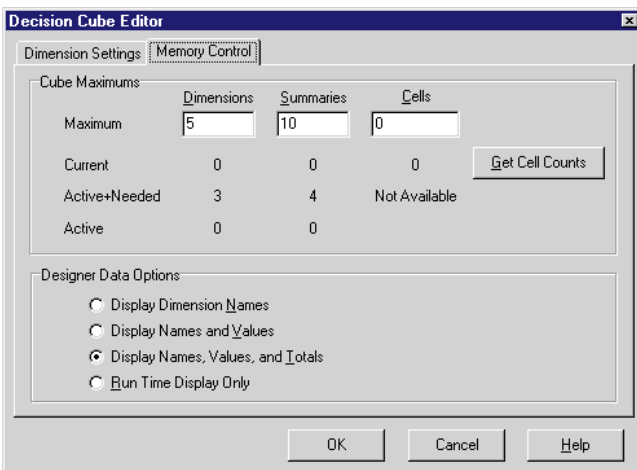 Decision Cube Editor
Dimension Settings Memory Control
Cube Maximums
Dimensions Summaries Cells
Maximum 5 10 0
Current 0 0 0 Get Cell Counts
Active+Needed 3 4 Not Available
Active 0 0
Designer Data Options
Display Dimension Names
Display Names and Values
Display Names, Values, and Totals
Run Time Display Only
OK Cancel Help